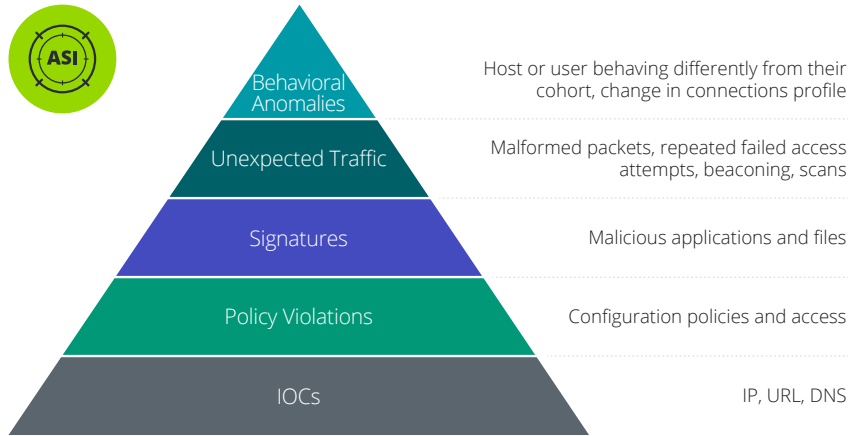 ASI
Behavioral
Anomalies
Host or user behaving differently from their
cohort, change in connections profile
Unexpected Traffic
Malformed packets, repeated failed access
attempts, beaconing, scans
Signatures
Malicious applications and files
Policy Violations
Configuration policies and access
IOCs
IP, URL, DNS